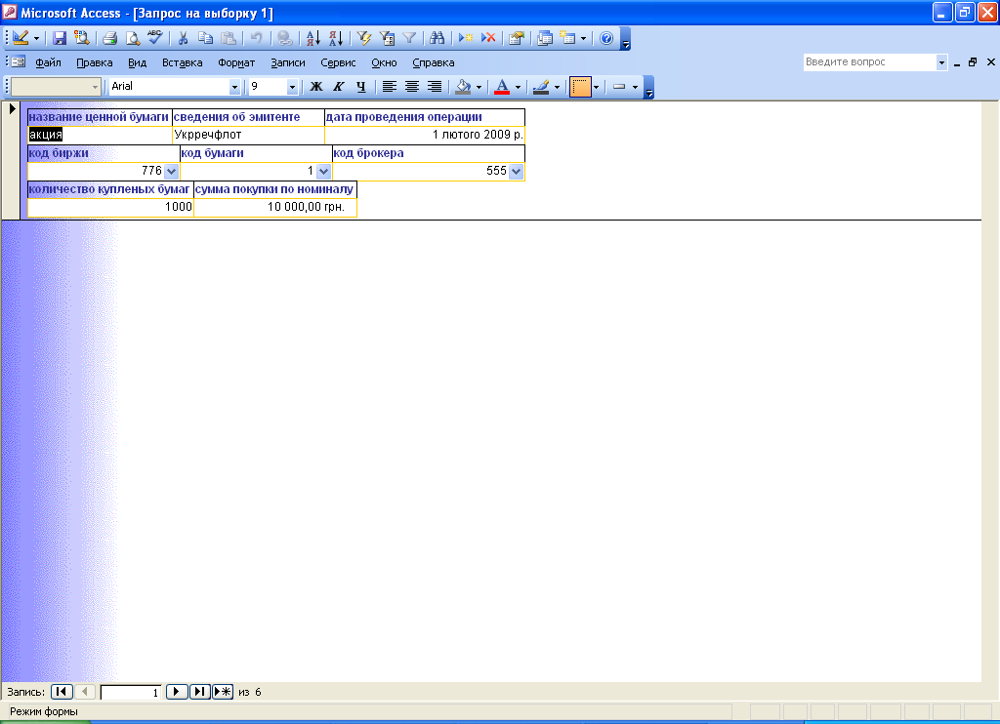 Microsoft Access - [Запрос на выборку 1]
Файл Правка Вид Вставка Формат Записи Сервис Окно Справка Введите вопрос
Arial 9 Ж К Ч
название ценной бумаги сведения об эмитенте дата проведения операции
акция Укрречфлот 1 лютого 2009 р.
код биржи код бумаги код брокера
776 1 555
количество купленых бумаг сумма покупки по номиналу
1000 10 000,00 грн.
Запись: 1 из 6
Режим формы